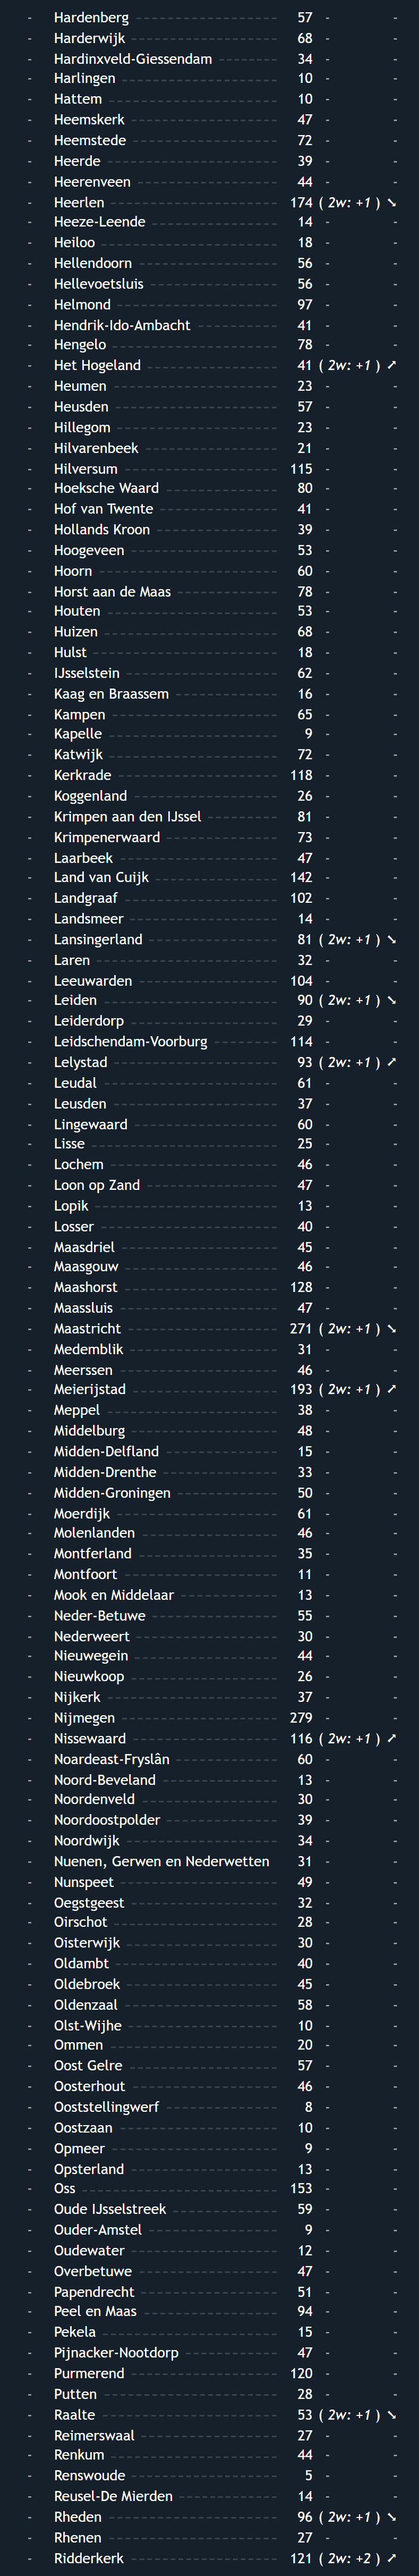 - Hardenberg 57 - -
- Harderwijk 68 - -
- Hardinxveld-Giessendam 34 - -
- Harlingen 10 - -
- Hattem 10 - -
- Heemskerk 47 - -
- Heemstede 72 - -
- Heerde 39 - -
- Heerenveen 44 - -
- Heerlen 174 ( 2w: +1 ) ➘
- Heeze-Leende 14 - -
- Heiloo 18 - -
- Hellendoorn 56 - -
- Hellevoetsluis 56 - -
- Helmond 97 - -
- Hendrik-Ido-Ambacht 41 - -
- Hengelo 78 - -
- Het Hogeland 41 ( 2w: +1 ) ➚
- Heumen 23 - -
- Heusden 57 - -
- Hillegom 23 - -
- Hilvarenbeek 21 - -
- Hilversum 115 - -
- Hoeksche Waard 80 - -
- Hof van Twente 41 - -
- Hollands Kroon 39 - -
- Hoogeveen 53 - -
- Hoorn 60 - -
- Horst aan de Maas 78 - -
- Houten 53 - -
- Huizen 68 - -
- Hulst 18 - -
- IJsselstein 62 - -
- Kaag en Braassem 16 - -
- Kampen 65 - -
- Kapelle 9 - -
- Katwijk 72 - -
- Kerkrade 118 - -
- Koggenland 26 - -
- Krimpen aan den IJssel 81 - -
- Krimpenerwaard 73 - -
- Laarbeek 47 - -
- Land van Cuijk 142 - -
- Landgraaf 102 - -
- Landsmeer 14 - -
- Lansingerland 81 ( 2w: +1 ) ➘
- Laren 32 - -
- Leeuwarden 104 - -
- Leiden 90 ( 2w: +1 ) ➘
- Leiderdorp 29 - -
- Leidschendam-Voorburg 114 - -
- Lelystad 93 ( 2w: +1 ) ➚
- Leudal 61 - -
- Leusden 37 - -
- Lingewaard 60 - -
- Lisse 25 - -
- Lochem 46 - -
- Loon op Zand 47 - -
- Lopik 13 - -
- Losser 40 - -
- Maasdriel 45 - -
- Maasgouw 46 - -
- Maashorst 128 - -
- Maassluis 47 - -
- Maastricht 271 ( 2w: +1 ) ➘
- Medemblik 31 - -
- Meerssen 46 - -
- Meierijstad 193 ( 2w: +1 ) ➚
- Meppel 38 - -
- Middelburg 48 - -
- Midden-Delfland 15 - -
- Midden-Drenthe 33 - -
- Midden-Groningen 50 - -
- Moerdijk 61 - -
- Molenlanden 46 - -
- Montferland 35 - -
- Montfoort 11 - -
- Mook en Middelaar 13 - -
- Neder-Betuwe 55 - -
- Nederweert 30 - -
- Nieuwegein 44 - -
- Nieuwkoop 26 - -
- Nijkerk 37 - -
- Nijmegen 279 - -
- Nissewaard 116 ( 2w: +1 ) ➚
- Noardeast-Fryslân 60 - -
- Noord-Beveland 13 - -
- Noordenveld 30 - -
- Noordoostpolder 39 - -
- Noordwijk 34 - -
- Nuenen, Gerwen en Nederwetten 31 - -
- Nunspeet 49 - -
- Oegstgeest 32 - -
- Oirschot 28 - -
- Oisterwijk 30 - -
- Oldambt 40 - -
- Oldebroek 45 - -
- Oldenzaal 58 - -
- Olst-Wijhe 10 - -
- Ommen 20 - -
- Oost Gelre 57 - -
- Oosterhout 46 - -
- Ooststellingwerf 8 - -
- Oostzaan 10 - -
- Opmeer 9 - -
- Opsterland 13 - -
- Oss 153 - -
- Oude IJsselstreek 59 - -
- Ouder-Amstel 9 - -
- Oudewater 12 - -
- Overbetuwe 47 - -
- Papendrecht 51 - -
- Peel en Maas 94 - -
- Pekela 15 - -
- Pijnacker-Nootdorp 47 - -
- Purmerend 120 - -
- Putten 28 - -
- Raalte 53 ( 2w: +1 ) ➘
- Reimerswaal 27 - -
- Renkum 44 - -
- Renswoude 5 - -
- Reusel-De Mierden 14 - -
- Rheden 96 ( 2w: +1 ) ➘
- Rhenen 27 - -
- Ridderkerk 121 ( 2w: +2 ) ➚